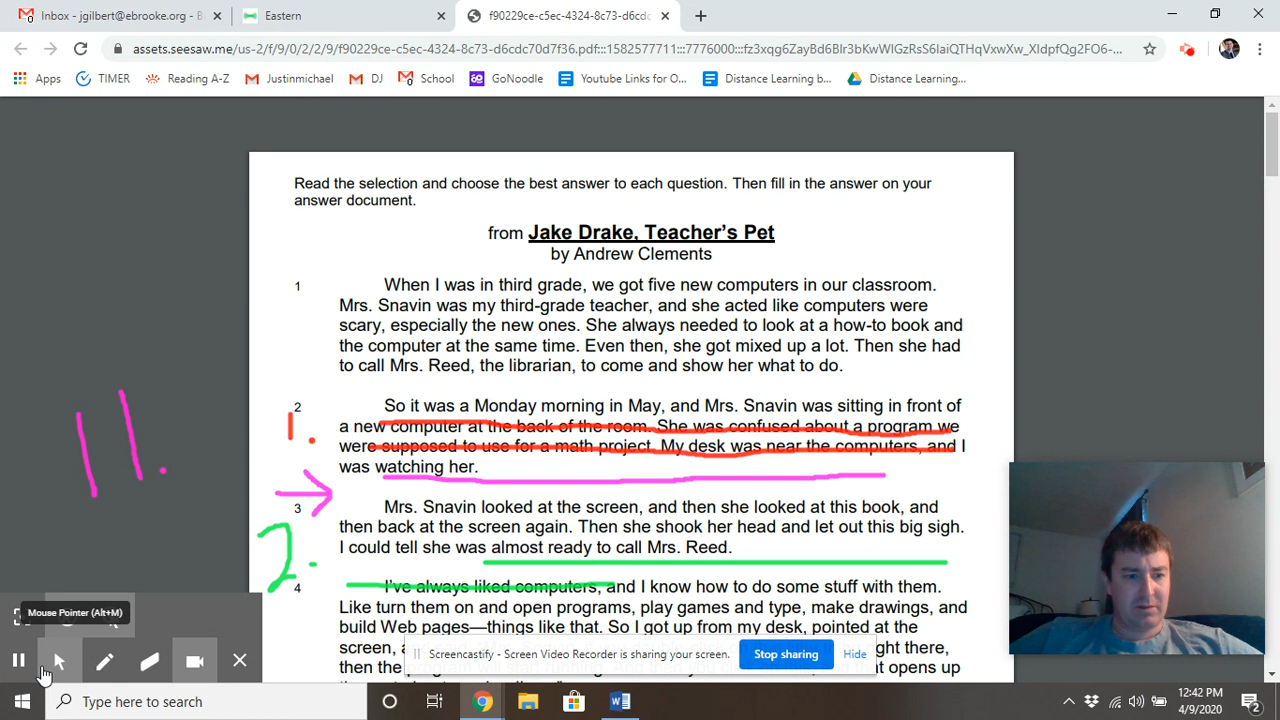 Inbox - jgilbert@ebrooke.org - B
Eastern
f90229ce-c5ec-4324-8c73-d6cdc
assets.seesaw.me/us-2/f/9/0/2/2/9/f90229ce-c5ec-4324-8c73-d6cdc70d7f36.pdf:::1582577711:::7776000:::fz3xqg6ZayBd6Blr3bKwWlGzRsS6IaiQTHqVxwXw_XIdpfQg2FO6-...
Apps
TIMER
Reading A-Z
Justinmichael
DJ
School
GoNoodle
Youtube Links for O...
Distance Learning b...
Distance Learning...
Read the selection and choose the best answer to each question. Then fill in the answer on your
answer document.
from Jake Drake, Teacher's Pet
by Andrew Clements
1 When I was in third grade, we got five new computers in our classroom.
Mrs. Snavin was my third-grade teacher, and she acted like computers were
scary, especially the new ones. She always needed to look at a how-to book and
the computer at the same time. Even then, she got mixed up a lot. Then she had
to call Mrs. Reed, the librarian, to come and show her what to do.
2 So it was a Monday morning in May, and Mrs. Snavin was sitting in front of
a new computer at the back of the room. She was confused about a program we
were supposed to use for a math project. My desk was near the computers, and I
was watching her.
1.
11.
3 Mrs. Snavin looked at the screen, and then she looked at this book, and
then back at the screen again. Then she shook her head and let out this big sigh.
I could tell she was almost ready to call Mrs. Reed.
2.
4 I've always liked computers, and I know how to do some stuff with them.
Like turn them on and open programs, play games and type, make drawings, and
build Web pages—things like that. So I got up from my desk, pointed at the
screen,
ght there,
then the
at opens up
Mouse Pointer (Alt+M)
Screencastify - Screen Video Recorder is sharing your screen.
Stop sharing
Hide
Type here to search
12:42 PM
4/9/2020
2